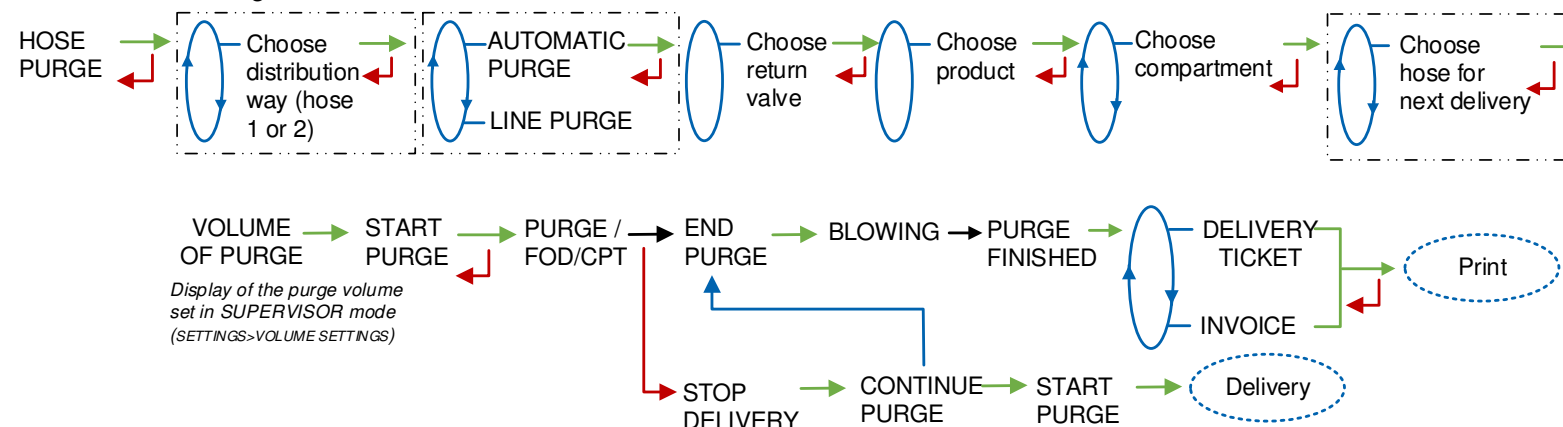 HOSE
PURGE
Choose
distribution
way (hose
1 or 2)
AUTOMATIC
PURGE
LINE PURGE
Choose
return
valve
Choose
product
Choose
compartment
Choose
hose for
next delivery
VOLUME
OF PURGE
Display of the purge volume
set in SUPERVISOR mode
(SETTINGS>VOLUME SETTINGS)
START
PURGE
PURGE /
FOD/CPT
END
PURGE
BLOWING
PURGE
FINISHED
DELIVERY
TICKET
INVOICE
Print
STOP
DELIVERY
CONTINUE
PURGE
START
PURGE
Delivery